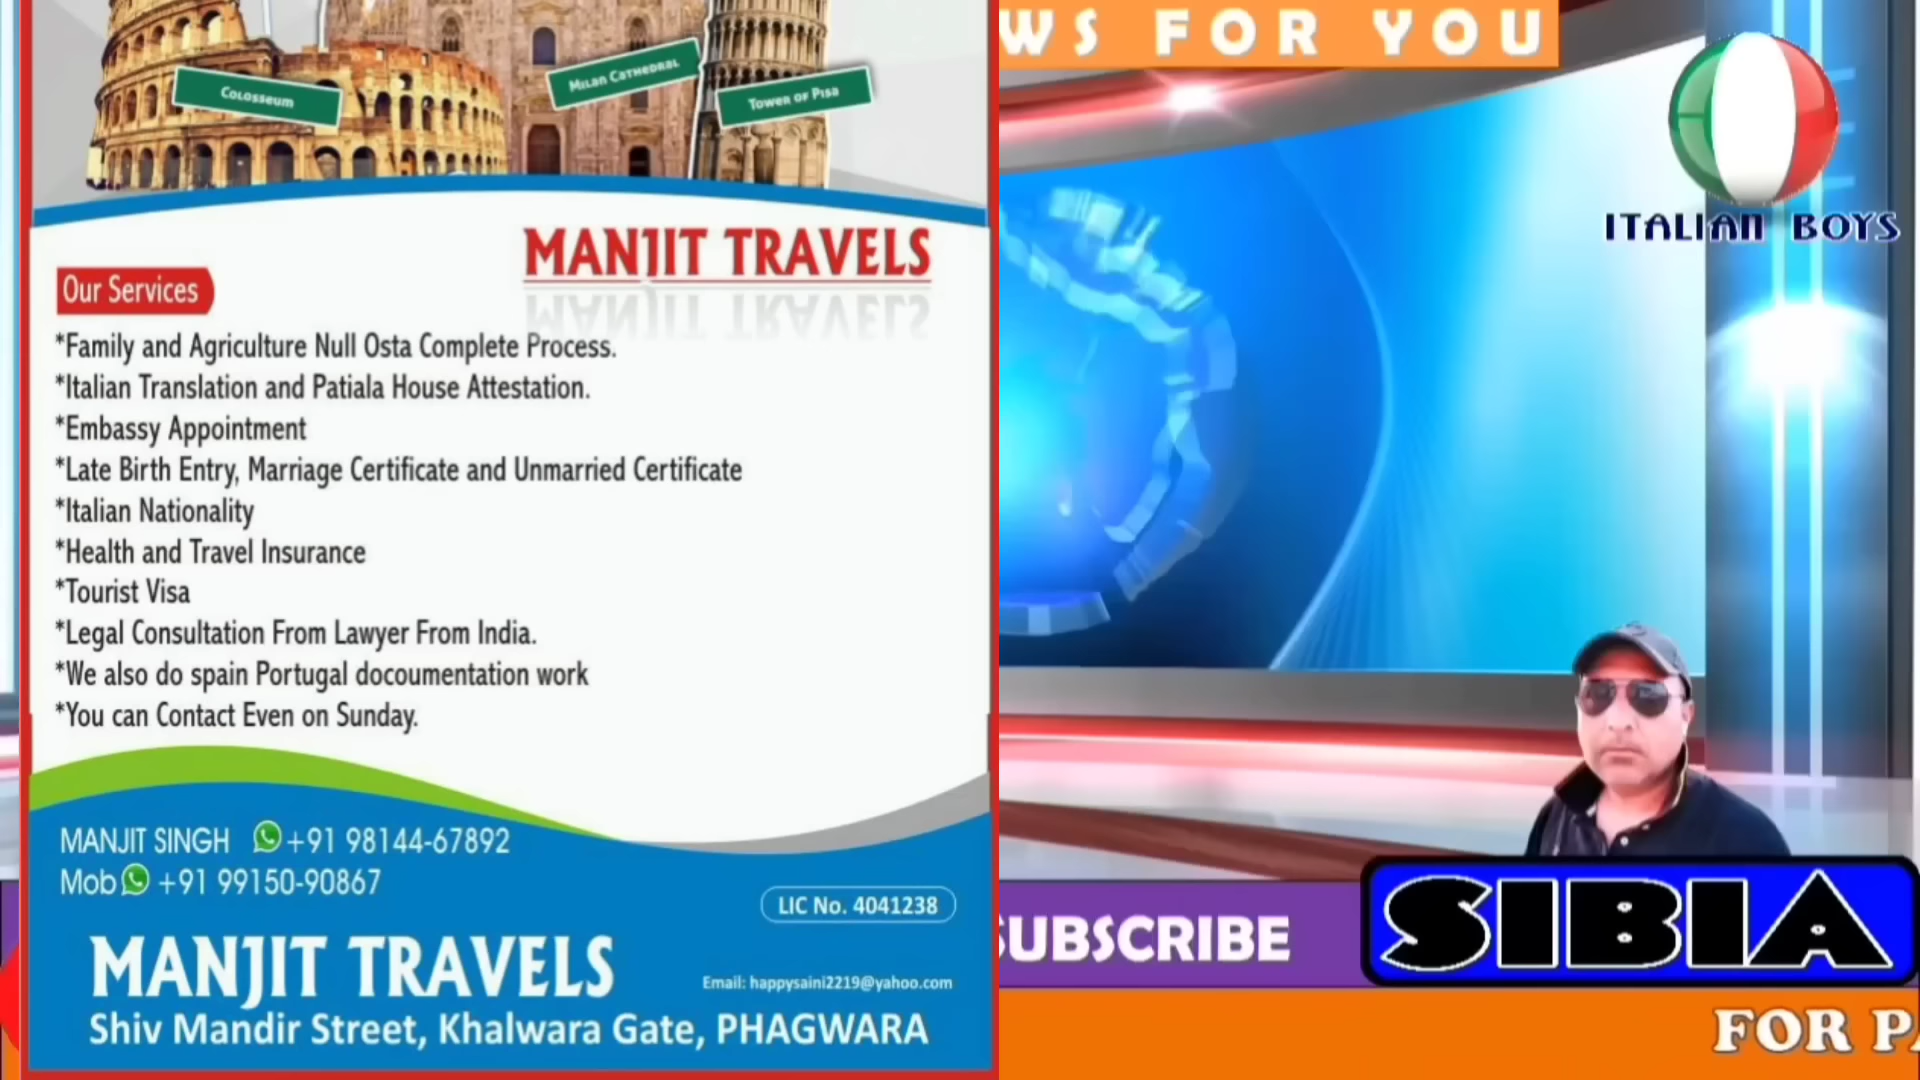 COLOSSEUM
MILAN CATHEDRAL
TOWER OF PISA
MANJIT TRAVELS
Our Services
*Family and Agriculture Null Osta Complete Process.
*Italian Translation and Patiala House Attestation.
*Embassy Appointment
*Late Birth Entry, Marriage Certificate and Unmarried Certificate
*Italian Nationality
*Health and Travel Insurance
*Tourist Visa
*Legal Consultation From Lawyer From India.
*We also do spain Portugal docoumentation work
*You can Contact Even on Sunday.
MANJIT SINGH +91 98144-67892
Mob +91 99150-90867
LIC No. 4041238
MANJIT TRAVELS
Email: happysaini2219@yahoo.com
Shiv Mandir Street, Khalwara Gate, PHAGWARA
WS FOR YOU
ITALIAN BOYS
SUBSCRIBE
SIBIA
FOR PA